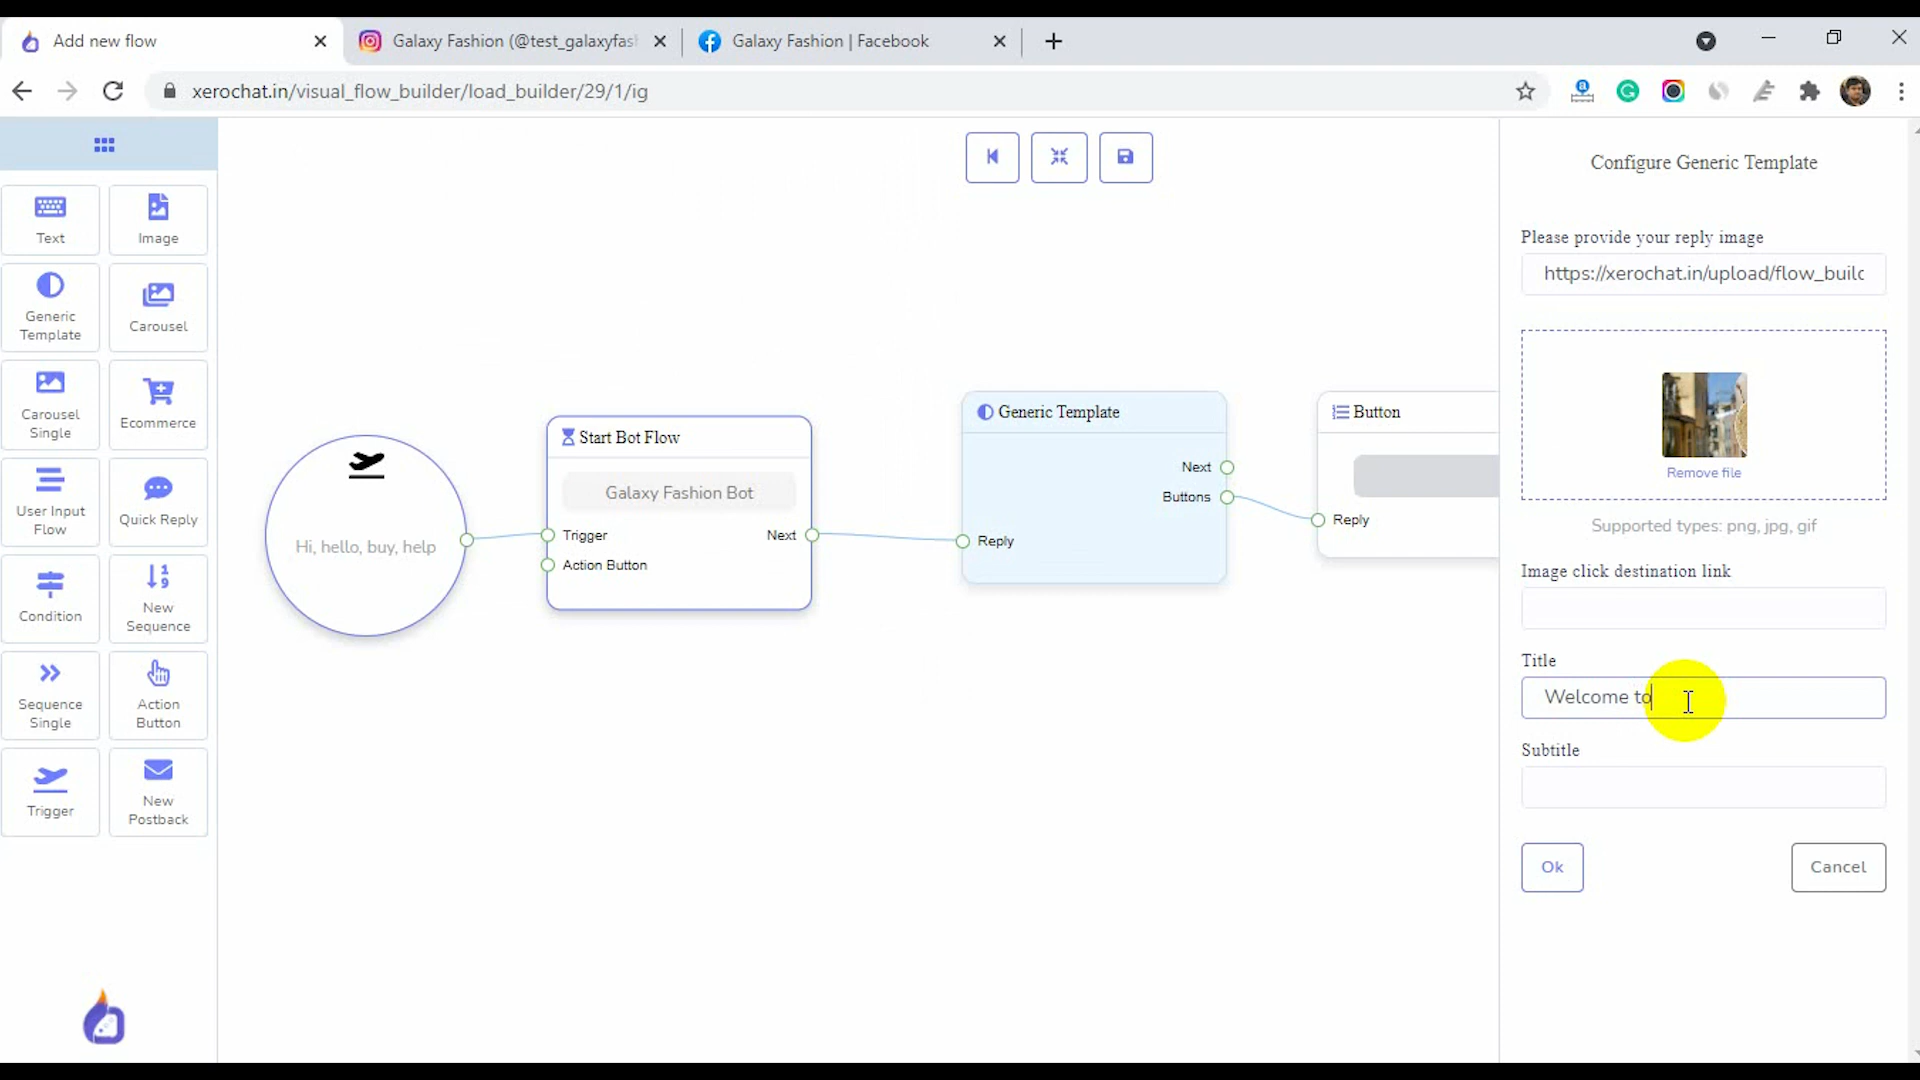 Add new flow
Galaxy Fashion (@test_galaxyfas
Galaxy Fashion | Facebook
xerochat.in/visual_flow_builder/load_builder/29/1/ig
Text
Image
Generic
Template
Carousel
Carousel
Single
Ecommerce
User Input
Flow
Quick Reply
Condition
New
Sequence
Sequence
Single
Action
Button
Trigger
New
Postback
Hi, hello, buy, help
Start Bot Flow
Galaxy Fashion Bot
Trigger
Next
Action Button
Generic Template
Next
Buttons
Reply
Button
Reply
Configure Generic Template
Please provide your reply image
https://xerochat.in/upload/flow_builc
Remove file
Supported types: png, jpg, gif
Image click destination link
Title
Welcome to
Subtitle
Ok
Cancel